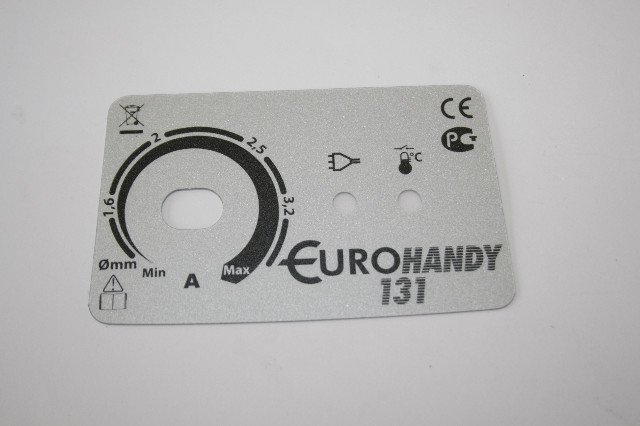 CE
PC
2
2,5
1,6
3,2
°C
Ømm
Min
A
Max
EUROHANDY
131